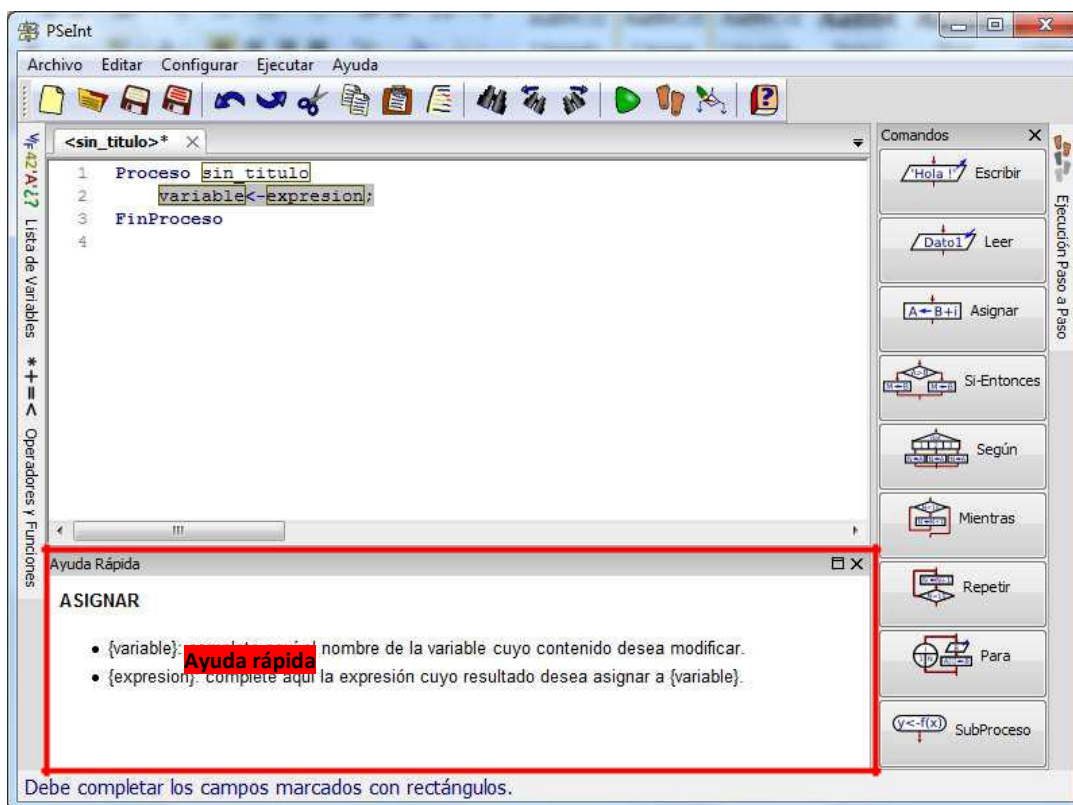 PSeInt
Archivo Editar Configurar Ejecutar Ayuda
<sin_titulo>*
1 Proceso sin_titulo
2 variable<-expresion;
3 FinProceso
4
Lista de Variables
*+=< Operadores y Funciones
Comandos
'Hola !' Escribir
Dato1 Leer
A←B+i Asignar
Si-Entonces
Según
Mientras
Repetir
Para
y<-f(x) SubProceso
Ejecución Paso a Paso
Ayuda Rápida
ASIGNAR
• {variable}: nombre de la variable cuyo contenido desea modificar.
Ayuda rápida
• {expresion}: complete aquí la expresión cuyo resultado desea asignar a {variable}.
Debe completar los campos marcados con rectángulos.